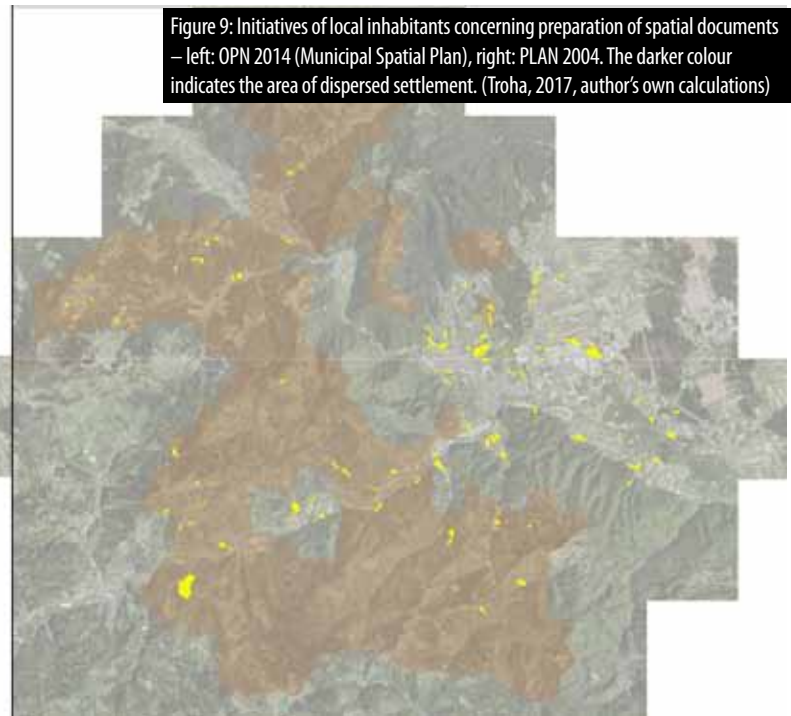 Figure 9: Initiatives of local inhabitants concerning preparation of spatial documents
– left: OPN 2014 (Municipal Spatial Plan), right: PLAN 2004. The darker colour
indicates the area of dispersed settlement. (Troha, 2017, author’s own calculations)